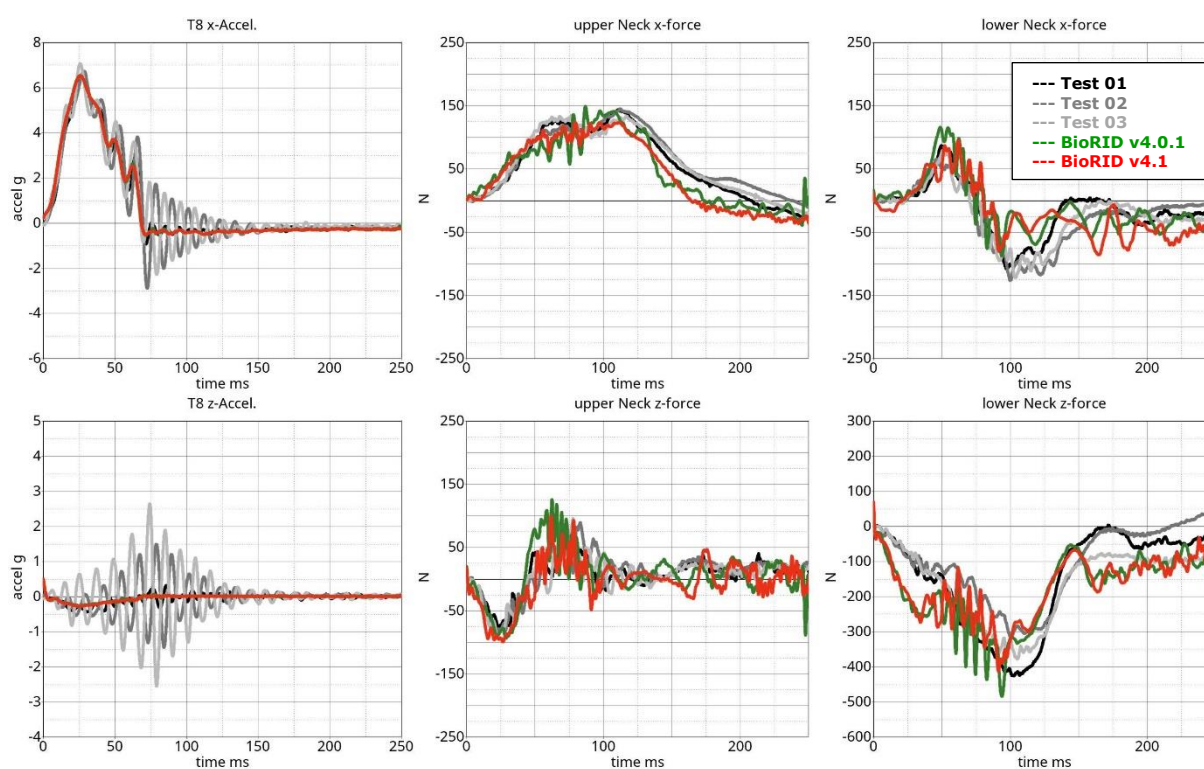 T8 x-Accel.
upper Neck x-force
lower Neck x-force
8
6
4
2
0
-2
-4
-6
accel g
0 50 100 150 200 250
time ms
250
150
50
-50
-150
-250
N
0 100 200
time ms
250
150
50
-50
-150
-250
N
0 100 200
time ms
--- Test 01
--- Test 02
--- Test 03
--- BioRID v4.0.1
--- BioRID v4.1
T8 z-Accel.
upper Neck z-force
lower Neck z-force
5
4
3
2
1
0
-1
-2
-3
-4
accel g
0 50 100 150 200 250
time ms
250
150
50
-50
-150
-250
N
0 100 200
time ms
300
200
100
0
-100
-200
-300
-400
-500
-600
N
0 100 200
time ms